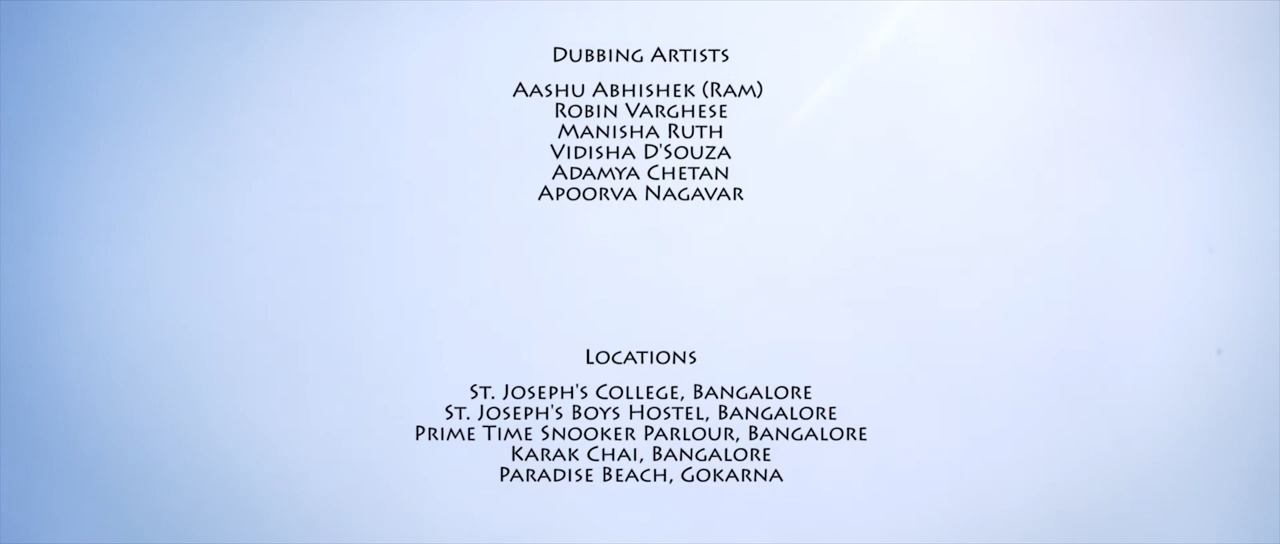 Dubbing Artists
Aashu Abhishek (Ram)
Robin Varghese
Manisha Ruth
Vidisha D'Souza
Adamya Chetan
Apoorva Nagavar
Locations
St. Joseph's College, Bangalore
St. Joseph's Boys Hostel, Bangalore
Prime Time Snooker Parlour, Bangalore
Karak Chai, Bangalore
Paradise Beach, Gokarna